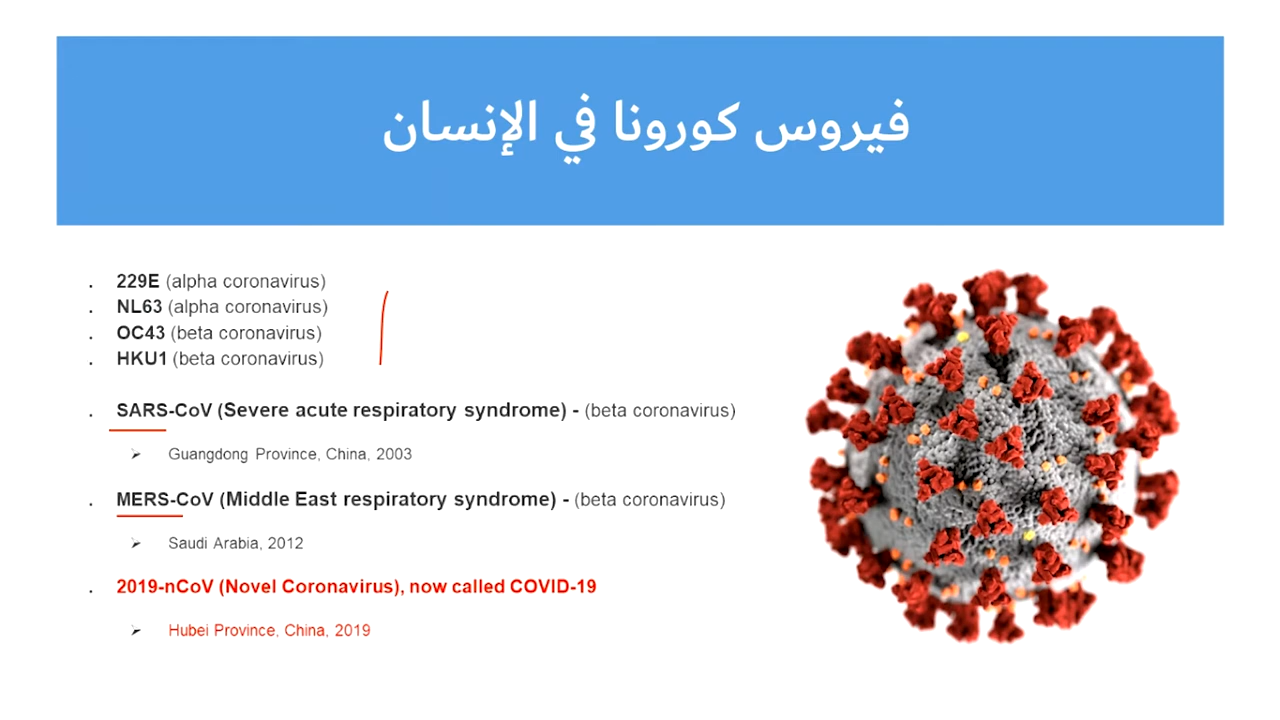 فيروس كورونا في الإنسان
. 229E (alpha coronavirus)
. NL63 (alpha coronavirus)
. OC43 (beta coronavirus)
. HKU1 (beta coronavirus)
. SARS-CoV (Severe acute respiratory syndrome) - (beta coronavirus)
➢ Guangdong Province, China, 2003
. MERS-CoV (Middle East respiratory syndrome) - (beta coronavirus)
➢ Saudi Arabia, 2012
. 2019-nCoV (Novel Coronavirus), now called COVID-19
➢ Hubei Province, China, 2019